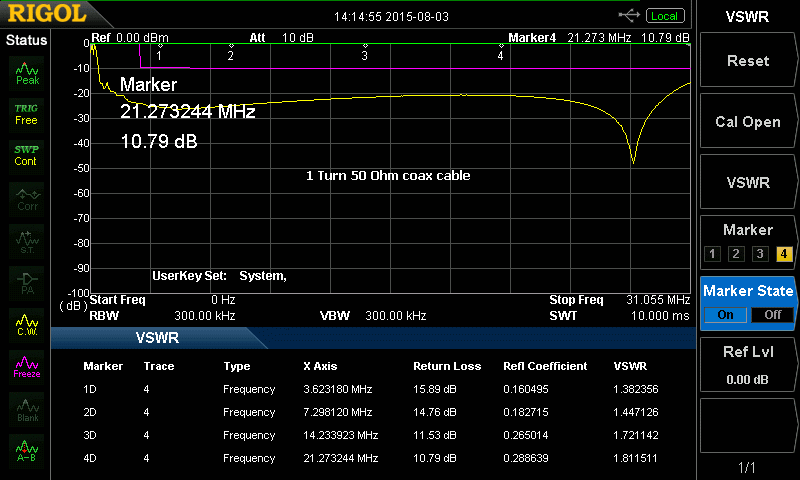 RIGOL
14:14:55 2015-08-03
Local
VSWR
Status
Ref 0.00 dBm Att 10 dB Marker4 21.273 MHz 10.79 dB
Peak
TRIG
Free
SWP
Cont
Corr
S.T.
PA
C.W.
Freeze
Blank
A-B
0
-10
-20
-30
-40
-50
-60
-70
-80
-90
-100
( dB )
1 2 3 4
Marker
21.273244 MHz
10.79 dB
1 Turn 50 Ohm coax cable
UserKey Set: System,
Start Freq 0 Hz Stop Freq 31.055 MHz
RBW 300.00 kHz VBW 300.00 kHz SWT 10.000 ms
VSWR
Marker Trace Type X Axis Return Loss Refl Coefficient VSWR
1D 4 Frequency 3.623180 MHz 15.89 dB 0.160495 1.382356
2D 4 Frequency 7.298120 MHz 14.76 dB 0.182715 1.447126
3D 4 Frequency 14.233923 MHz 11.53 dB 0.265014 1.721142
4D 4 Frequency 21.273244 MHz 10.79 dB 0.288639 1.811511
Reset
Cal Open
VSWR
Marker
1 2 3 4
Marker State
On Off
Ref Lvl
0.00 dB
1/1